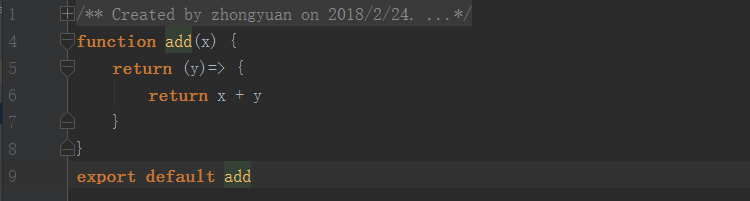 1 /** Created by zhongyuan on 2018/2/24. ...*/
4 function add(x) {
5 return (y)=> {
6 return x + y
7 }
8 }
9 export default add